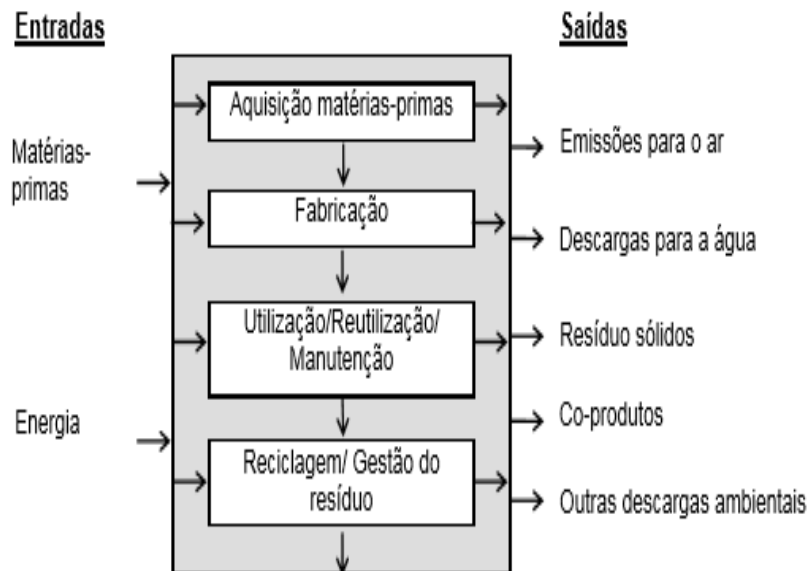 Entradas
Saídas
Aquisição matérias-primas
Matérias-
primas
Emissões para o ar
Fabricação
Descargas para a água
Utilização/Reutilização/
Manutenção
Resíduo sólidos
Energia
Co-produtos
Reciclagem/ Gestão do
resíduo
Outras descargas ambientais